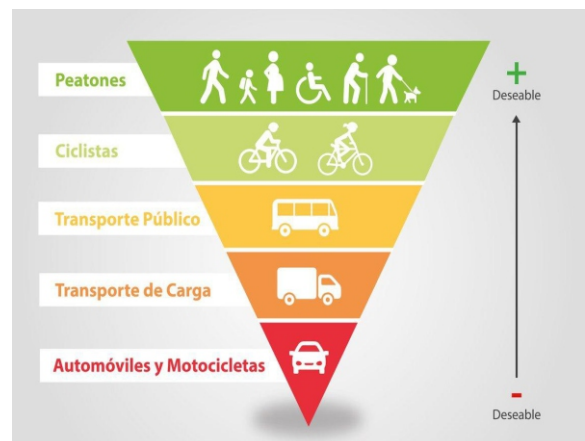 Peatones
+
Deseable
Ciclistas
Transporte Público
Transporte de Carga
Automóviles y Motocicletas
-
Deseable